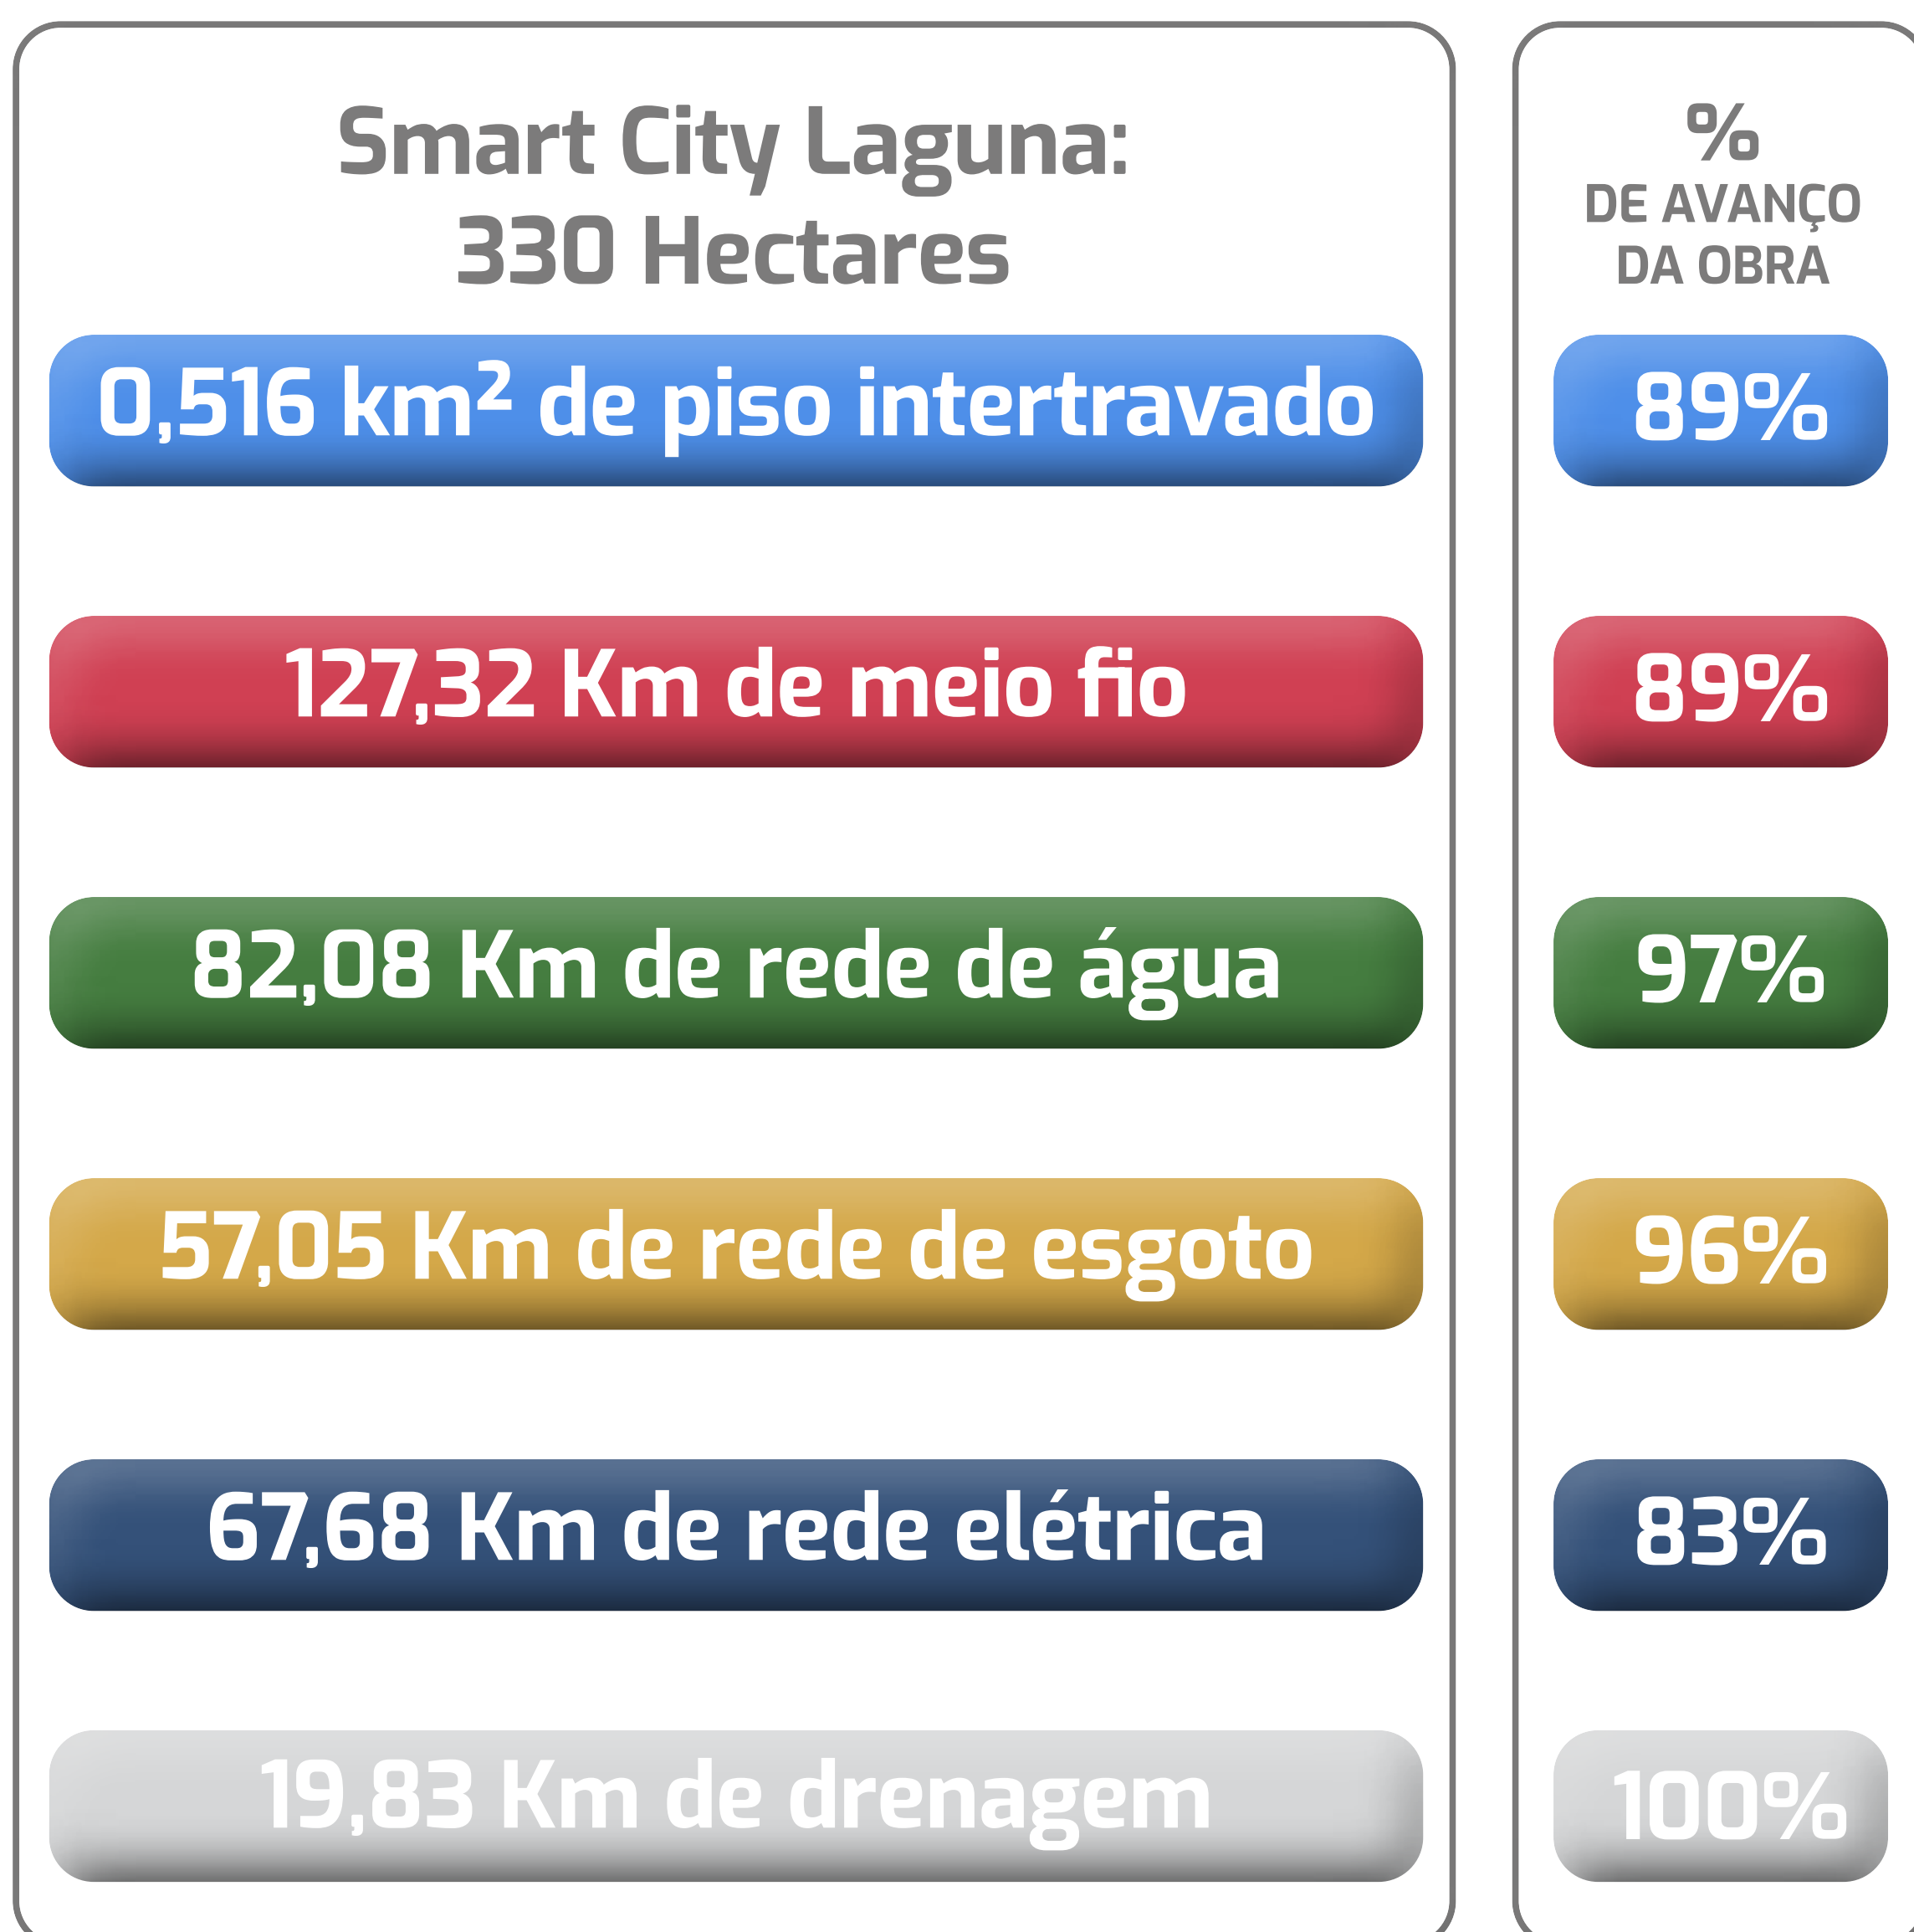 Smart City Laguna:
330 Hectares
%
DE AVANÇO
DA OBRA
0,516 km² de piso intertravado
89%
127,32 Km de meio fio
89%
82,08 Km de rede de água
97%
57,05 Km de rede de esgoto
96%
67,68 Km de rede elétrica
83%
19,83 Km de drenagem
100%